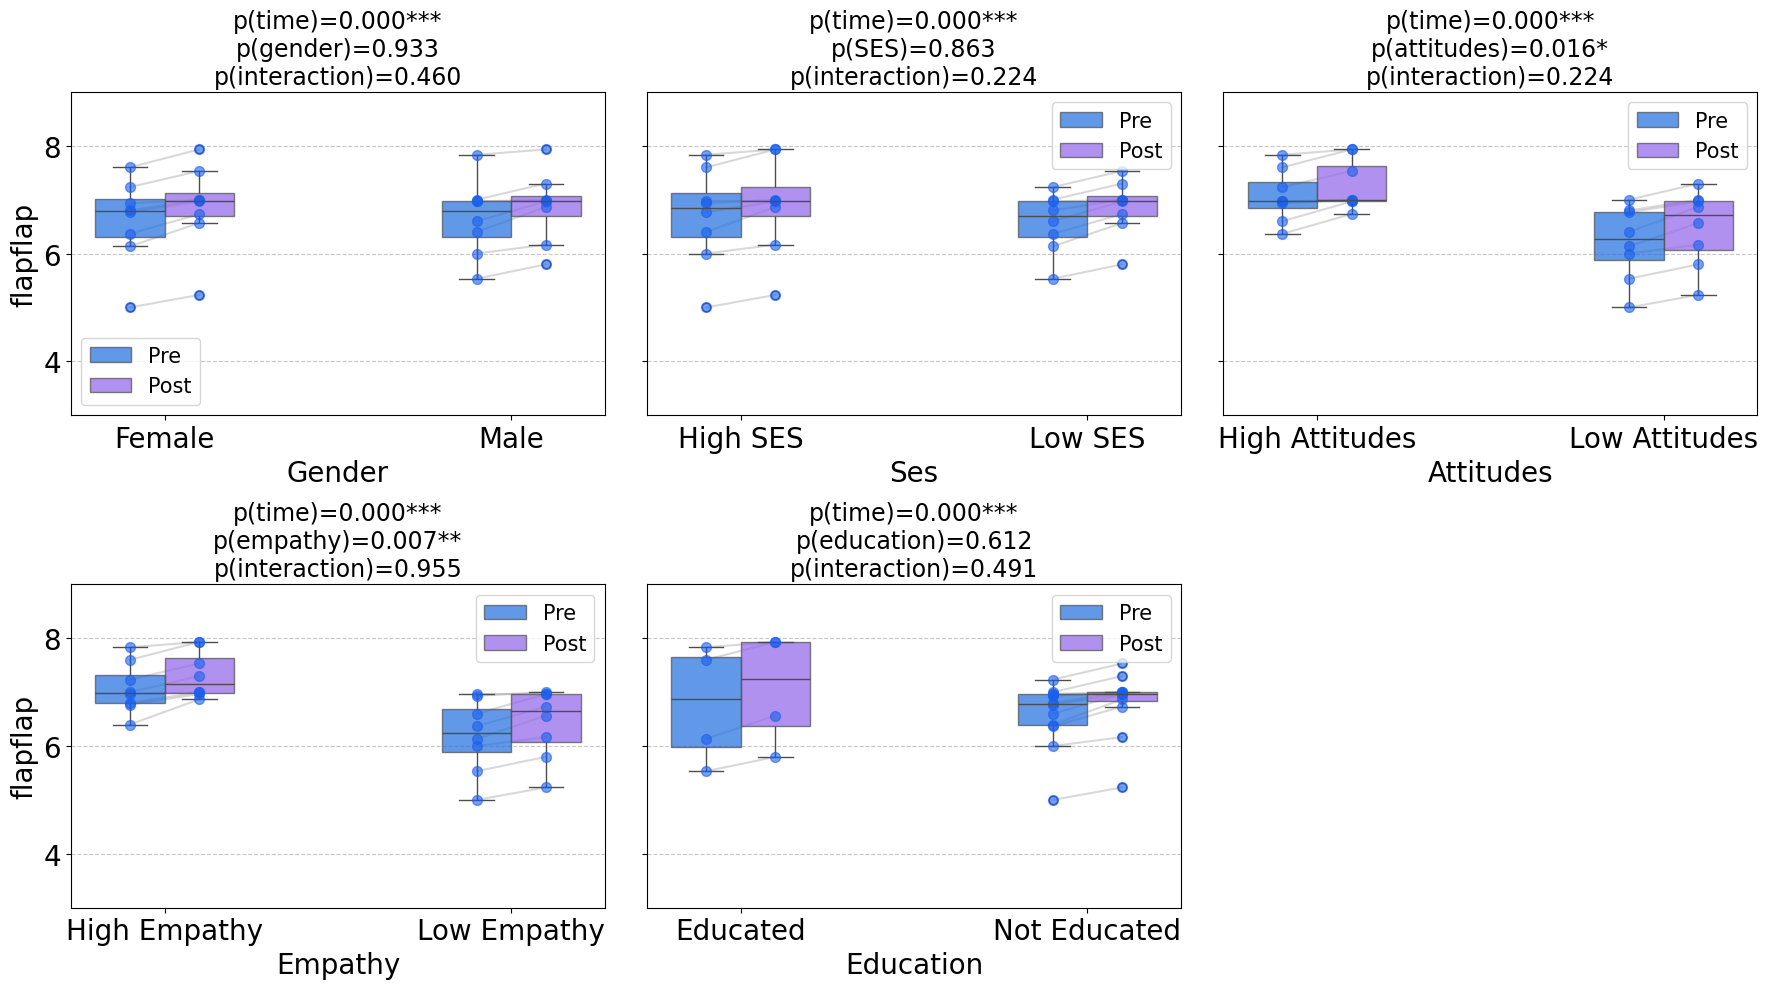 p(time)=0.000***
p(gender)=0.933
p(interaction)=0.460
flapflap
8
6
4
Pre
Post
Female
Male
Gender
p(time)=0.000***
p(SES)=0.863
p(interaction)=0.224
Pre
Post
High SES
Low SES
Ses
p(time)=0.000***
p(attitudes)=0.016*
p(interaction)=0.224
Pre
Post
High Attitudes
Low Attitudes
Attitudes
p(time)=0.000***
p(empathy)=0.007**
p(interaction)=0.955
flapflap
8
6
4
Pre
Post
High Empathy
Low Empathy
Empathy
p(time)=0.000***
p(education)=0.612
p(interaction)=0.491
Pre
Post
Educated
Not Educated
Education